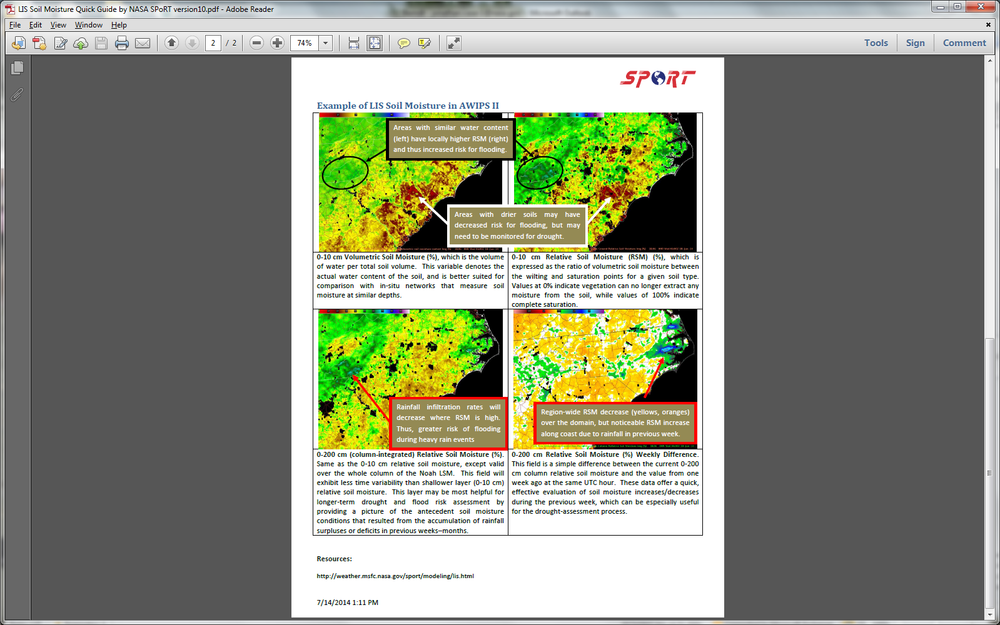 LIS Soil Moisture Quick Guide by NASA SPoRT version10.pdf - Adobe Reader
File Edit View Window Help
2 / 2 74% Tools Sign Comment
SPORT
Example of LIS Soil Moisture in AWIPS II
Areas with similar water content
(left) have locally higher RSM (right)
and thus increased risk for flooding.
Areas with drier soils may have
decreased risk for flooding, but may
need to be monitored for drought.
0-10 cm Volumetric Soil Moisture (%), which is the volume
of water per total soil volume. This variable denotes the
actual water content of the soil, and is better suited for
comparison with in-situ networks that measure soil
moisture at similar depths.
0-10 cm Relative Soil Moisture (RSM) (%), which is
expressed as the ratio of volumetric soil moisture between
the wilting and saturation points for a given soil type.
Values at 0% indicate vegetation can no longer extract any
moisture from the soil, while values of 100% indicate
complete saturation.
Rainfall infiltration rates will
decrease where RSM is high.
Thus, greater risk of flooding
during heavy rain events
Region-wide RSM decrease (yellows, oranges)
over the domain, but noticeable RSM increase
along coast due to rainfall in previous week.
0-200 cm (column-integrated) Relative Soil Moisture (%).
Same as the 0-10 cm relative soil moisture, except valid
over the whole column of the Noah LSM. This field will
exhibit less time variability than shallower layer (0-10 cm)
relative soil moisture. This layer may be most helpful for
longer-term drought and flood risk assessment by
providing a picture of the antecedent soil moisture
conditions that resulted from the accumulation of rainfall
surpluses or deficits in previous weeks–months.
0-200 cm Relative Soil Moisture (%) Weekly Difference.
This field is a simple difference between the current 0-200
cm column relative soil moisture and the value from one
week ago at the same UTC hour. These data offer a quick,
effective evaluation of soil moisture increases/decreases
during the previous week, which can be especially useful
for the drought-assessment process.
Resources:
http://weather.msfc.nasa.gov/sport/modeling/lis.html
7/14/2014 1:11 PM